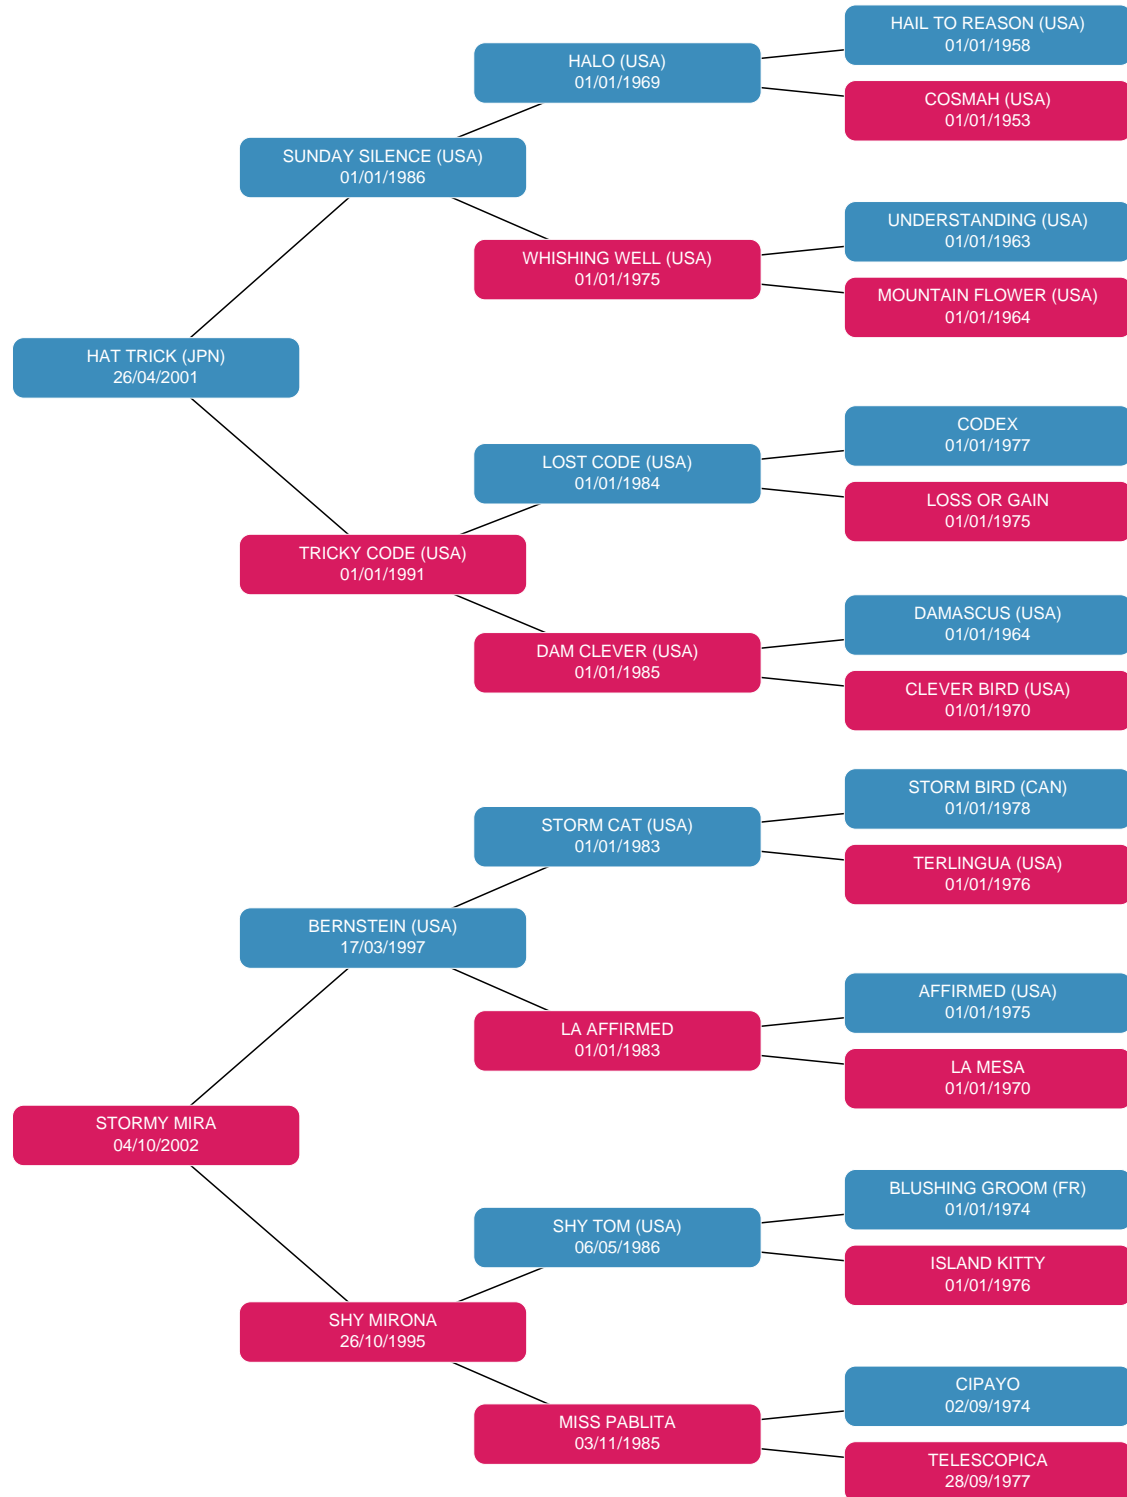 HAIL TO REASON (USA)
01/01/1958
HALO (USA)
01/01/1969
COSMAH (USA)
01/01/1953
SUNDAY SILENCE (USA)
01/01/1986
UNDERSTANDING (USA)
01/01/1963
WHISHING WELL (USA)
01/01/1975
MOUNTAIN FLOWER (USA)
01/01/1964
HAT TRICK (JPN)
26/04/2001
CODEX
01/01/1977
LOST CODE (USA)
01/01/1984
LOSS OR GAIN
01/01/1975
TRICKY CODE (USA)
01/01/1991
DAMASCUS (USA)
01/01/1964
DAM CLEVER (USA)
01/01/1985
CLEVER BIRD (USA)
01/01/1970
STORM BIRD (CAN)
01/01/1978
STORM CAT (USA)
01/01/1983
TERLINGUA (USA)
01/01/1976
BERNSTEIN (USA)
17/03/1997
AFFIRMED (USA)
01/01/1975
LA AFFIRMED
01/01/1983
LA MESA
01/01/1970
STORMY MIRA
04/10/2002
BLUSHING GROOM (FR)
01/01/1974
SHY TOM (USA)
06/05/1986
ISLAND KITTY
01/01/1976
SHY MIRONA
26/10/1995
CIPAYO
02/09/1974
MISS PABLITA
03/11/1985
TELESCOPICA
28/09/1977